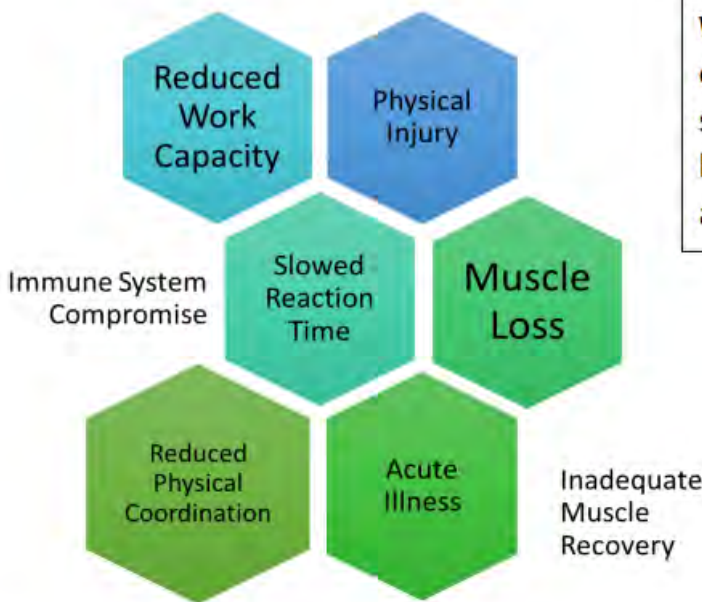 Reduced
Work
Capacity
Physical
Injury
Immune System
Compromise
Slowed
Reaction
Time
Muscle
Loss
Reduced
Physical
Coordination
Acute
Illness
Inadequate
Muscle
Recovery